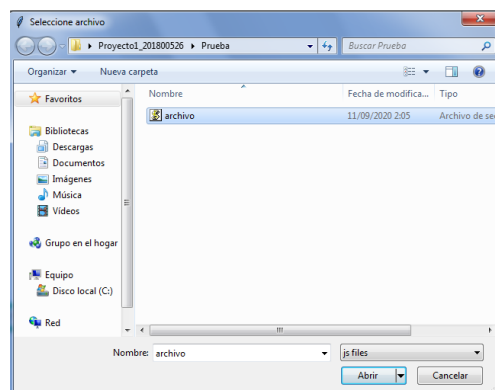 Seleccione archivo
Proyecto1_201800526 Prueba
Buscar Prueba
Organizar
Nueva carpeta
Nombre
Fecha de modifica...
Tipo
archivo
11/09/2020 2:05
Archivo de se
Favoritos
Bibliotecas
Descargas
Documentos
Imágenes
Música
Vídeos
Grupo en el hogar
Equipo
Disco local (C:)
Red
Nombre: archivo
js files
Abrir
Cancelar